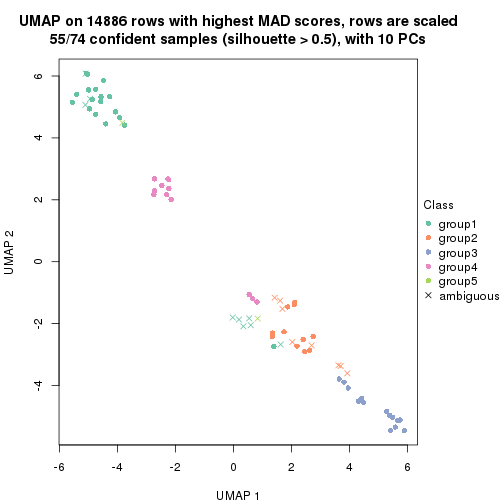 UMAP on 14886 rows with highest MAD scores, rows are scaled
55/74 confident samples (silhouette > 0.5), with 10 PCs
6
4
2
0
-2
-4
UMAP 2
-6
-4
-2
0
2
4
6
UMAP 1
Class
group1
group2
group3
group4
group5
ambiguous